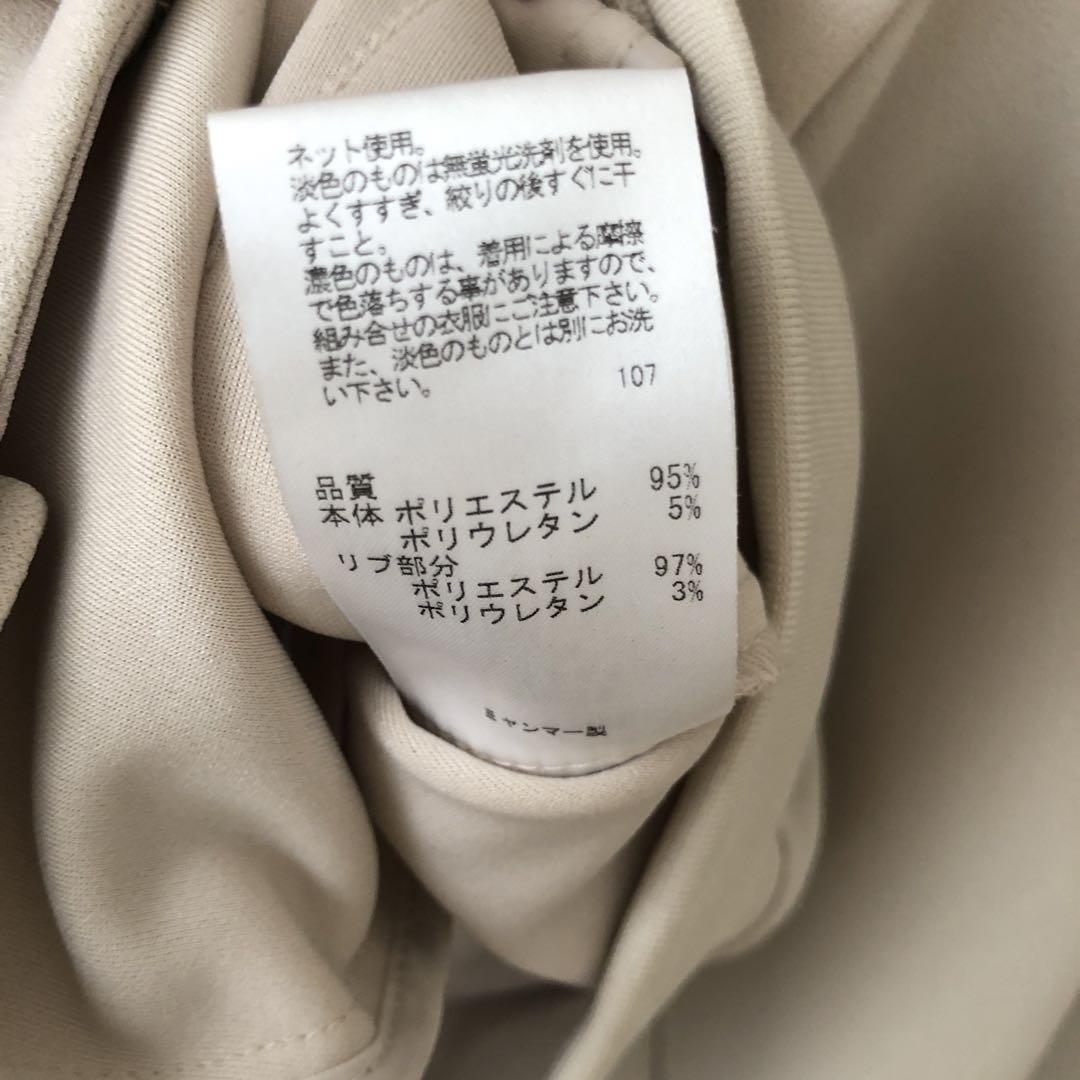 ネット使用。
淡色のものは無蛍光洗剤を使用。
よくすすぎ、絞りの後すぐに干
すこと。
濃色のものは、着用による摩擦
で色落ちする事がありますので、
組み合せの衣服にご注意下さい。
また、淡色のものとは別にお洗
い下さい。
107
品質
本体 ポリエステル 95%
ポリウレタン 5%
リブ部分
ポリエステル 97%
ポリウレタン 3%
ミャンマー製